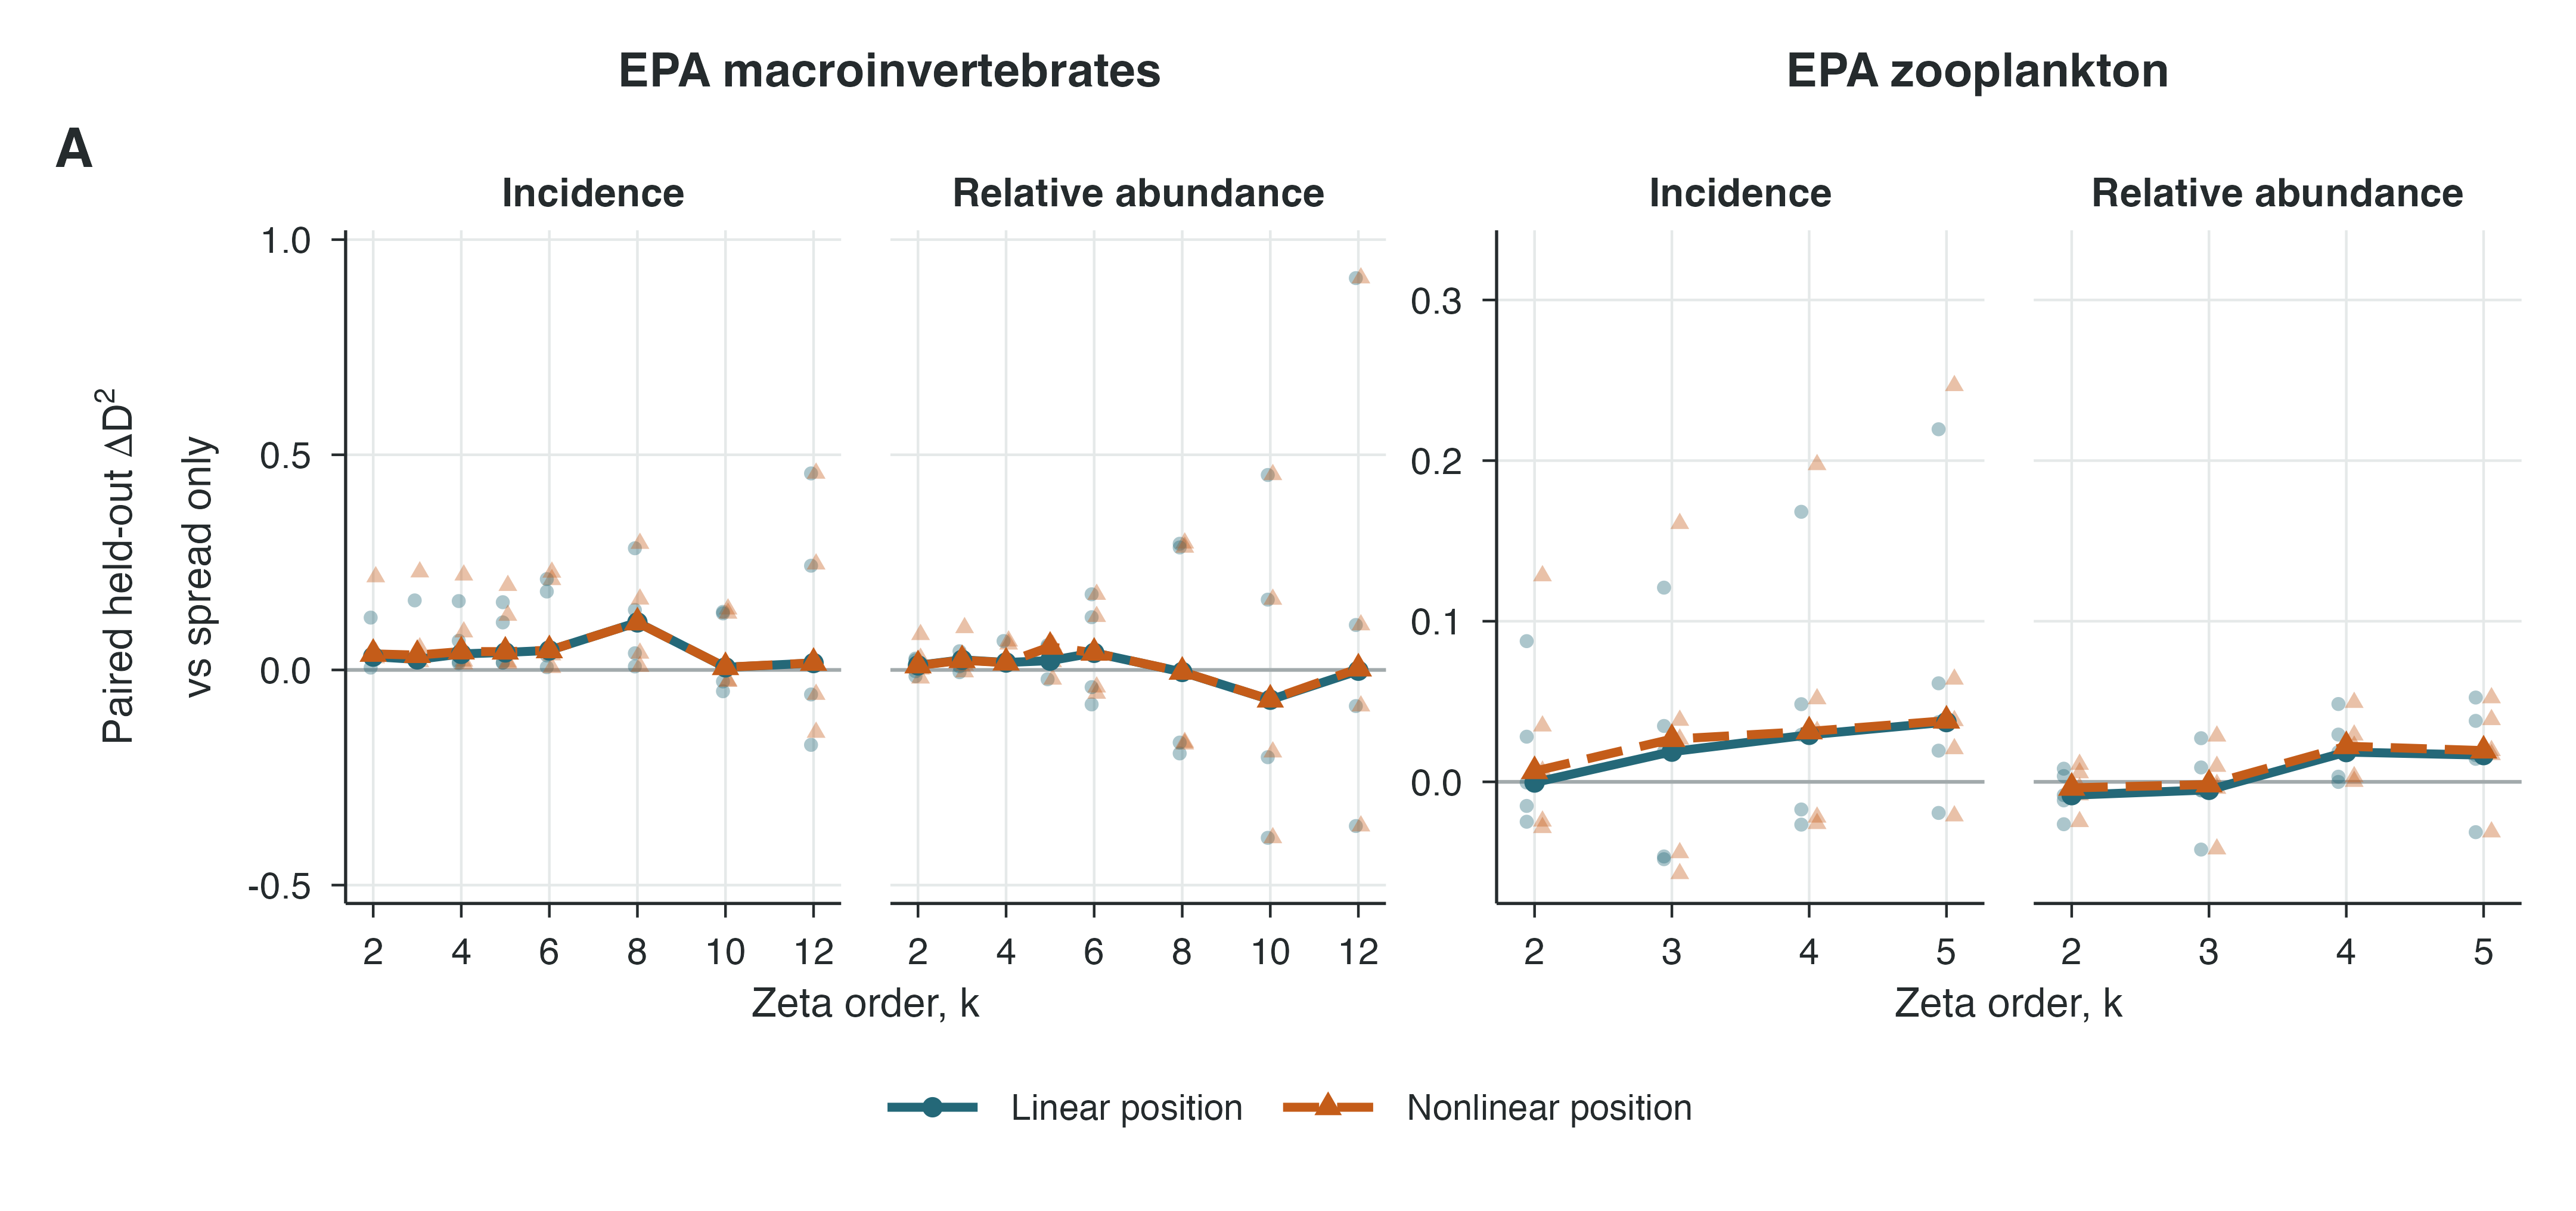 EPA macroinvertebrates
EPA zooplankton
A
Incidence
Relative abundance
Incidence
Relative abundance
Paired held-out ΔD²
vs spread only
1.0
0.5
0.0
-0.5
0.3
0.2
0.1
0.0
2 4 6 8 10 12
2 4 6 8 10 12
2 3 4 5
2 3 4 5
Zeta order, k
Zeta order, k
Linear position
Nonlinear position